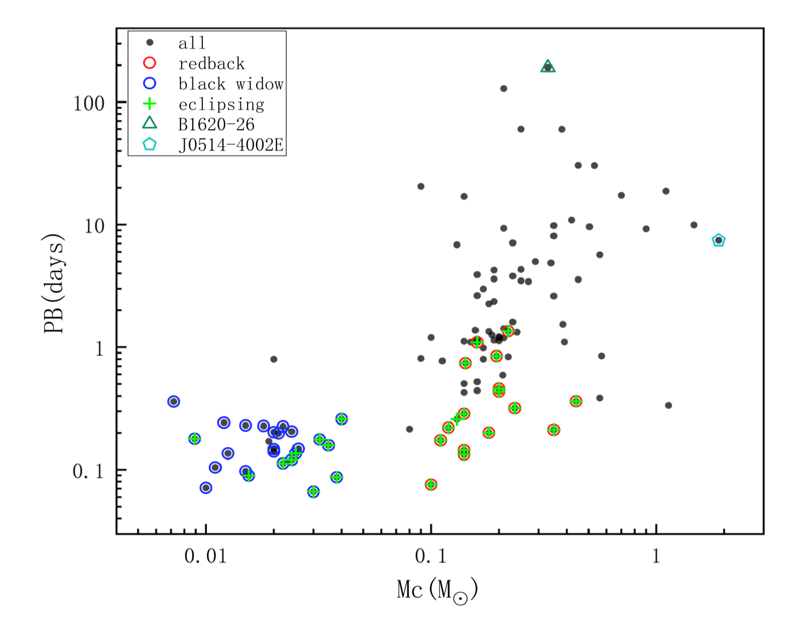 all
redback
black widow
eclipsing
B1620-26
J0514-4002E
100
10
1
0.1
PB(days)
0.01
0.1
1
Mc(M⊙)